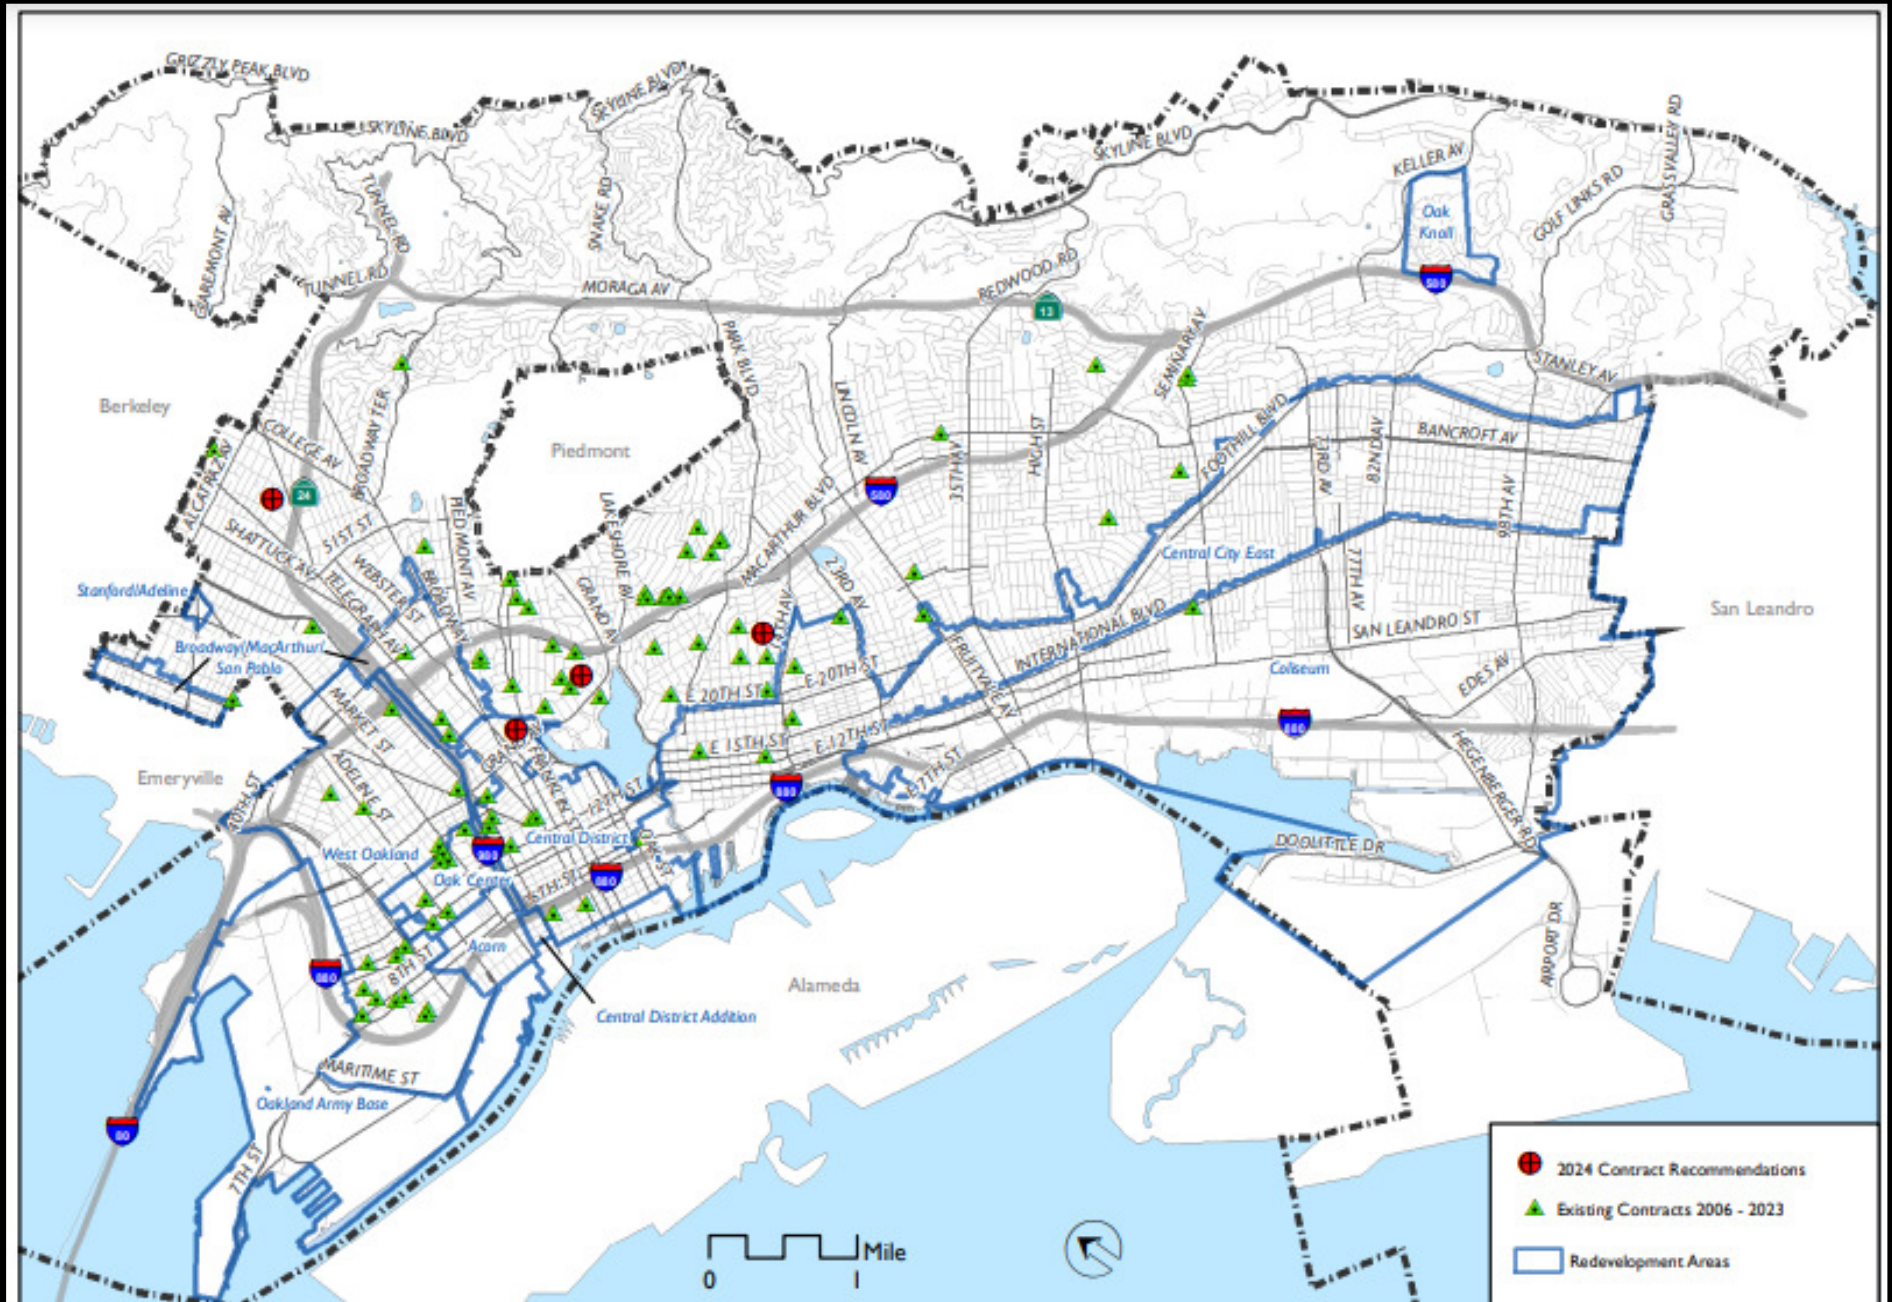 GRIZZLY PEAK BLVD
SKYLINE BLVD
SKYLINE BLVD
SKYLINE BLVD
TUNNEL RD
TUNNEL RD
SNAKE RD
KELLER AV
GOLF LINKS RD
GRASSVALLEY RD
Oak
Knoll
580
MORAGA AV
REDWOOD RD
13
PARK BLVD
SEMINARY AV
STANLEY AV
Berkeley
COLLEGE AV
BROADWAY TER
ALCATRAZ AV
24
Piedmont
LINCOLN AV
35TH AV
HIGH ST
FOOTHILL BLVD
73RD AV
82ND AV
BANCROFT AV
98TH AV
580
SHATTUCK AV
51ST ST
PIEDMONT AV
LAKESHORE AV
MACARTHUR BLVD
Central City East
77TH AV
Stanford/Adeline
TELEGRAPH AV
WEBSTER ST
BROADWAY
GRAND AV
14TH AV
23RD AV
INTERNATIONAL BLVD
SAN LEANDRO ST
San Leandro
Broadway/MacArthur/
San Pablo
E 20TH ST
E 20TH ST
FRUITVALE AV
Coliseum
EDES AV
MARKET ST
E 15TH ST
E 12TH ST
880
HEGENBERGER RD
Emeryville
40TH ST
ADELINE ST
FRANKLIN ST
12TH ST
E 7TH ST
880
West Oakland
Central District
980
OAK ST
DOOLITTLE DR
Oak Center
880
AIRPORT DR
Acorn
8TH ST
880
Alameda
Central District Addition
MARITIME ST
Oakland Army Base
80
7TH ST
Mile
0 1
2024 Contract Recommendations
Existing Contracts 2006 - 2023
Redevelopment Areas